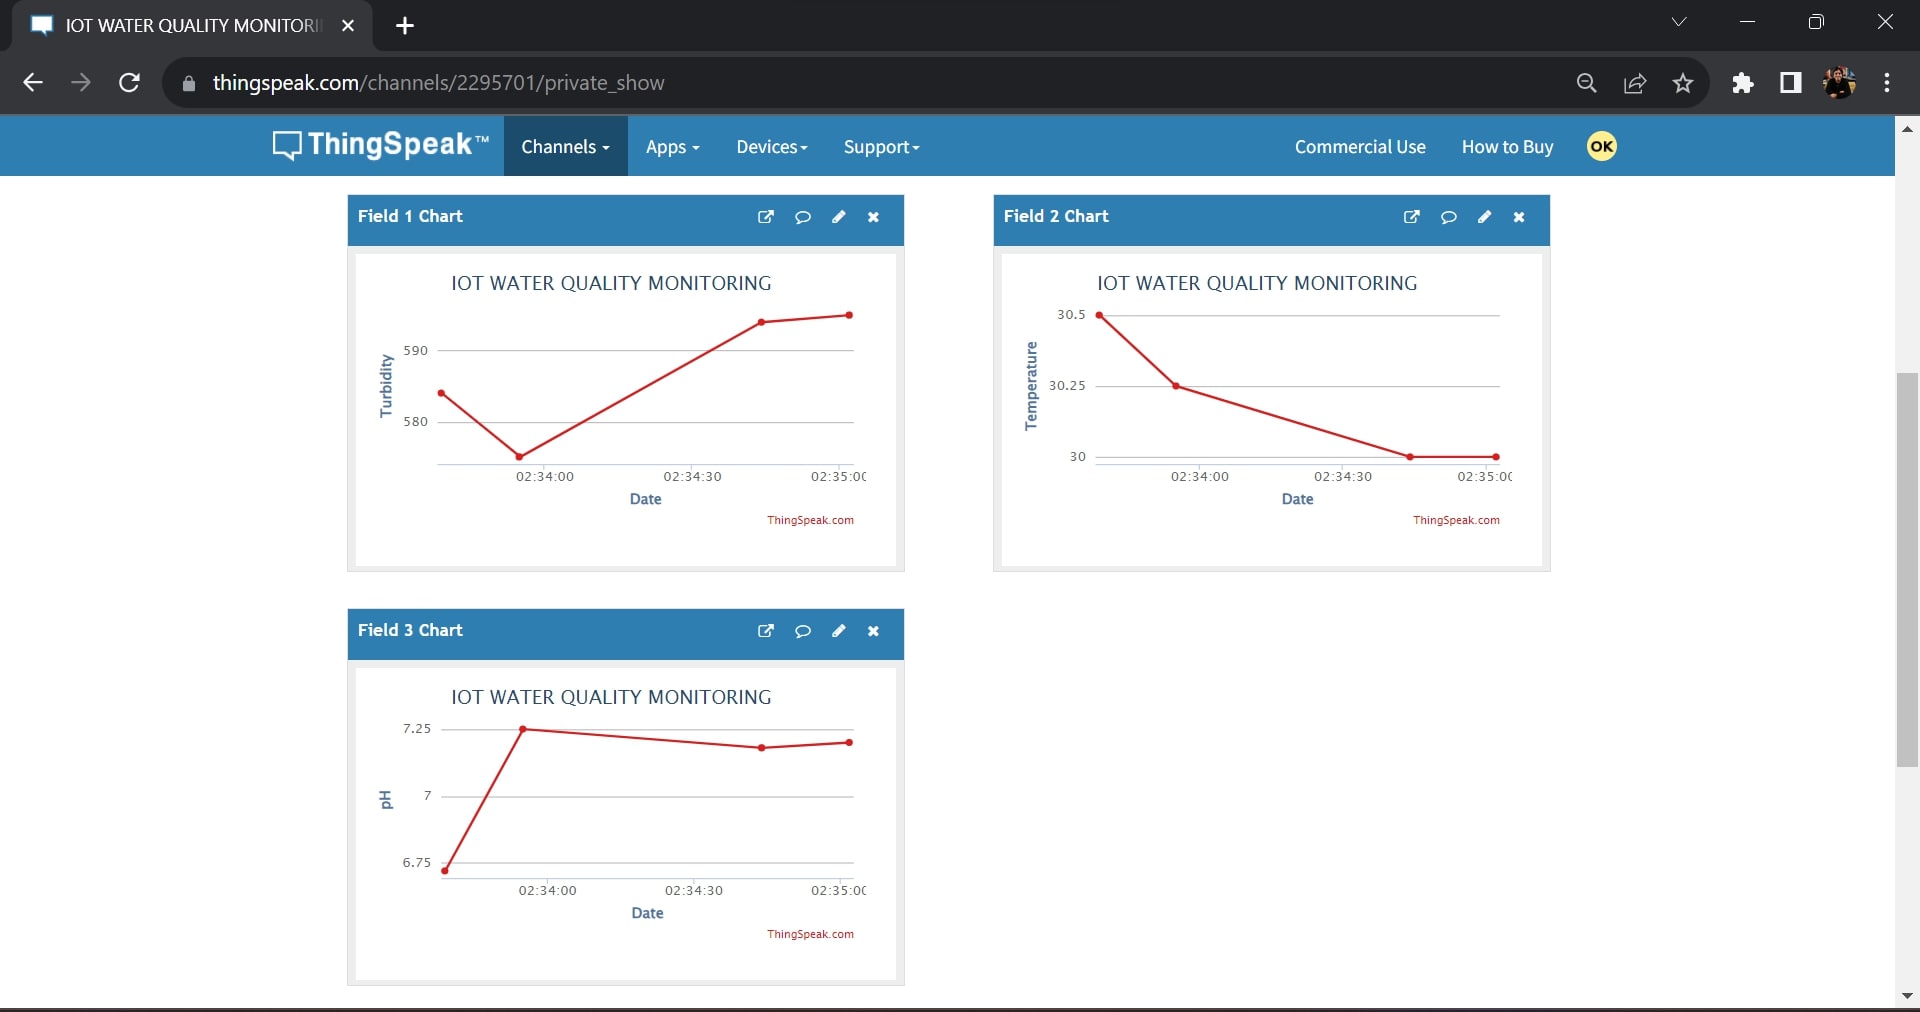 IOT WATER QUALITY MONITORI
thingspeak.com/channels/2295701/private_show
ThingSpeak™
Channels
Apps
Devices
Support
Commercial Use
How to Buy
OK
Field 1 Chart
IOT WATER QUALITY MONITORING
Turbidity
590
580
02:34:00
02:34:30
02:35:0
Date
ThingSpeak.com
Field 2 Chart
IOT WATER QUALITY MONITORING
Temperature
30.5
30.25
30
02:34:00
02:34:30
02:35:0
Date
ThingSpeak.com
Field 3 Chart
IOT WATER QUALITY MONITORING
pH
7.25
7
6.75
02:34:00
02:34:30
02:35:0
Date
ThingSpeak.com